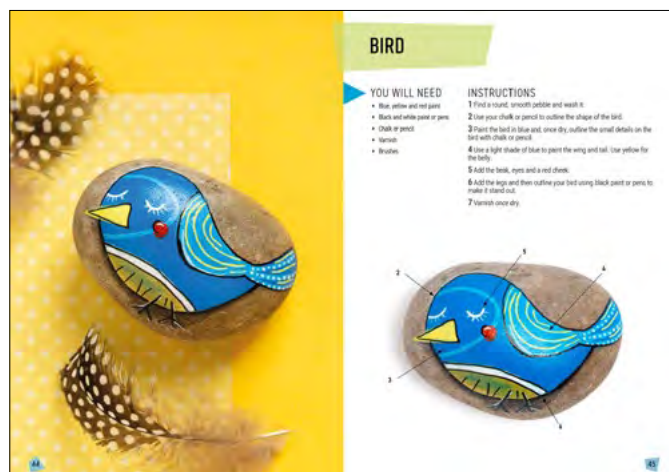 BIRD
YOU WILL NEED
Blue, yellow and red paint
Black and white paint or pens
Chalk or pencil
Varnish
Brushes
INSTRUCTIONS
1 Find a round, smooth pebble and wash it.
2 Use your chalk or pencil to outline the shape of the bird.
3 Paint the bird in blue and, once dry, outline the small details on the
bird with chalk or pencil.
4 Use a light shade of blue to paint the wing and tail. Use yellow for
the belly.
5 Add the beak, eyes and a red cheek.
6 Add the legs and then outline your bird using black paint or pens to
make it stand out.
7 Varnish once dry.
5
2
4
3
6
44
45